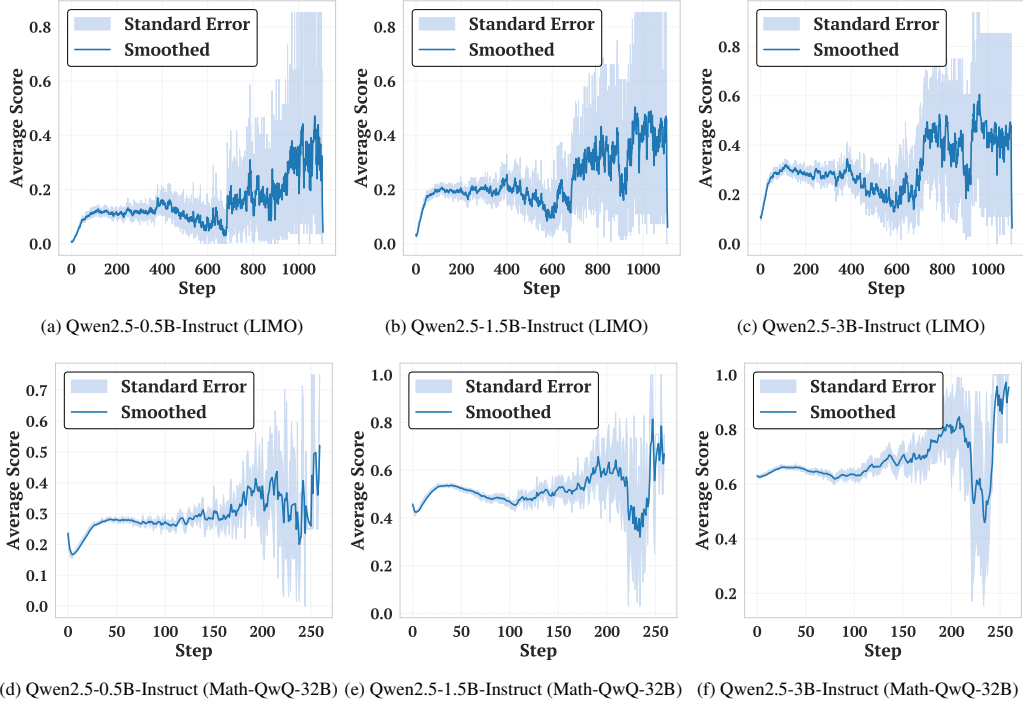 Standard Error
Smoothed
Average Score
0.8
0.6
0.4
0.2
0.0
0 200 400 600 800 1000
Step
(a) Qwen2.5-0.5B-Instruct (LIMO)
Standard Error
Smoothed
Average Score
0.8
0.6
0.4
0.2
0.0
0 200 400 600 800 1000
Step
(b) Qwen2.5-1.5B-Instruct (LIMO)
Standard Error
Smoothed
Average Score
0.8
0.6
0.4
0.2
0.0
0 200 400 600 800 1000
Step
(c) Qwen2.5-3B-Instruct (LIMO)
Standard Error
Smoothed
Average Score
0.7
0.6
0.5
0.4
0.3
0.2
0.1
0.0
0 50 100 150 200 250
Step
(d) Qwen2.5-0.5B-Instruct (Math-QwQ-32B)
Standard Error
Smoothed
Average Score
1.0
0.8
0.6
0.4
0.2
0.0
0 50 100 150 200 250
Step
(e) Qwen2.5-1.5B-Instruct (Math-QwQ-32B)
Standard Error
Smoothed
Average Score
1.0
0.8
0.6
0.4
0.2
0 50 100 150 200 250
Step
(f) Qwen2.5-3B-Instruct (Math-QwQ-32B)